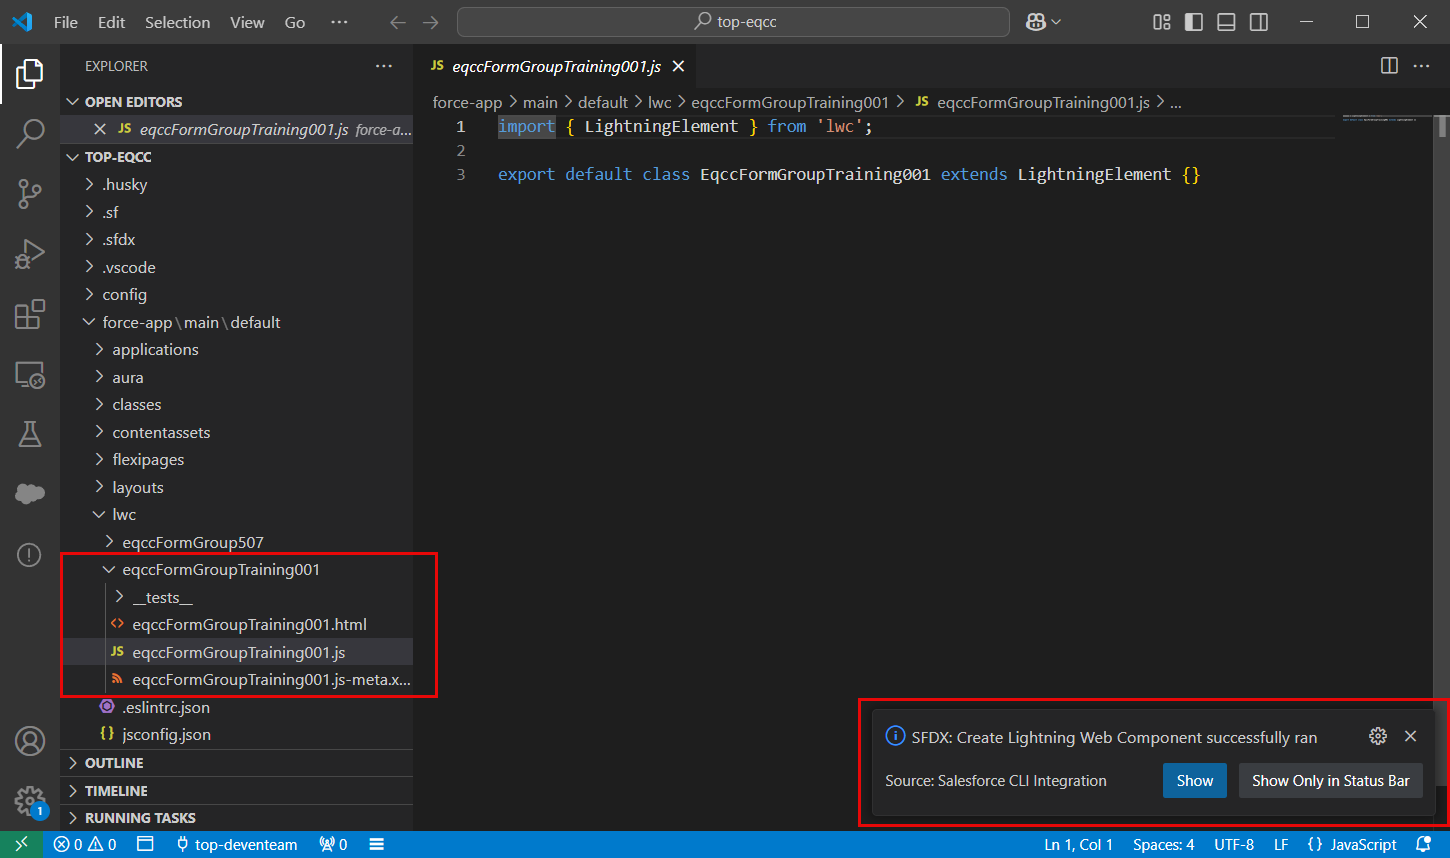 File Edit Selection View Go ··· top-eqcc
EXPLORER ···
OPEN EDITORS
JS eqccFormGroupTraining001.js force-a...
TOP-EQCC
.husky
.sf
.sfdx
.vscode
config
force-app\main\default
applications
aura
classes
contentassets
flexipages
layouts
lwc
eqccFormGroup507
eqccFormGroupTraining001
__tests__
<> eqccFormGroupTraining001.html
JS eqccFormGroupTraining001.js
eqccFormGroupTraining001.js-meta.x...
.eslintrc.json
{} jsconfig.json
OUTLINE
TIMELINE
RUNNING TASKS
1
JS eqccFormGroupTraining001.js
force-app > main > default > lwc > eqccFormGroupTraining001 > JS eqccFormGroupTraining001.js > ...
1 import { LightningElement } from 'lwc';
2
3 export default class EqccFormGroupTraining001 extends LightningElement {}
SFDX: Create Lightning Web Component successfully ran
Source: Salesforce CLI Integration Show Show Only in Status Bar
0 0 top-deventeam 0 Ln 1, Col 1 Spaces: 4 UTF-8 LF {} JavaScript